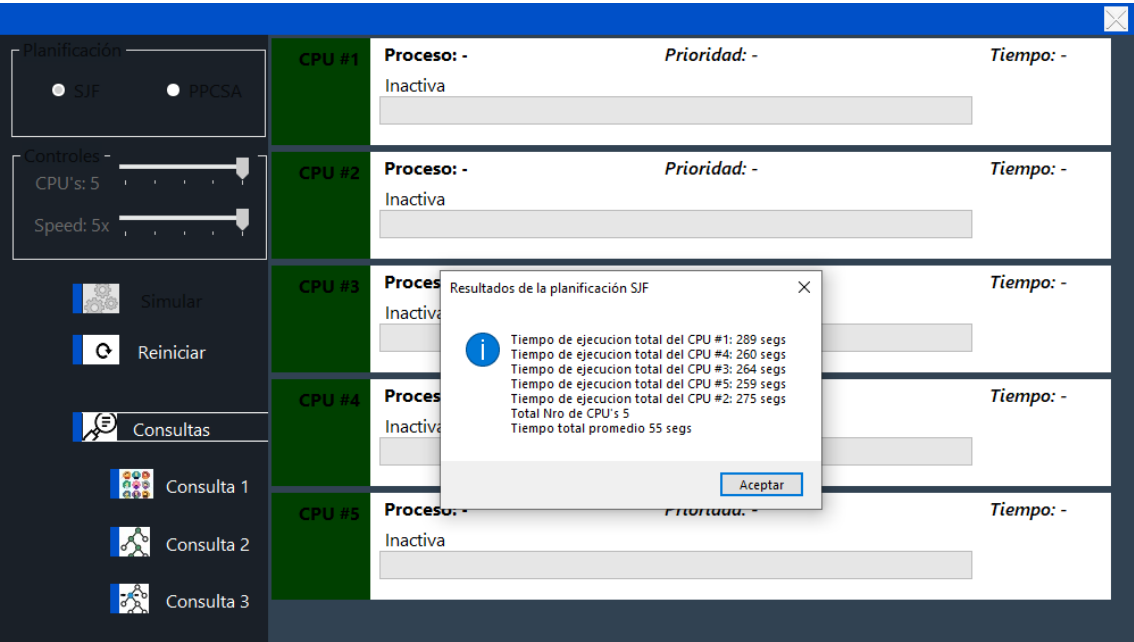 Planificación
SJF
PPCSA
Controles
CPU's: 5
Speed: 5x
Simular
Reiniciar
Consultas
Consulta 1
Consulta 2
Consulta 3
CPU #1
Proceso: -
Prioridad: -
Tiempo: -
Inactiva
CPU #2
Proceso: -
Prioridad: -
Tiempo: -
Inactiva
CPU #3
Proces
Tiempo: -
Inactiva
CPU #4
Proces
Tiempo: -
Inactiva
CPU #5
Proceso: -
Prioridad: -
Tiempo: -
Inactiva
Resultados de la planificación SJF
Tiempo de ejecucion total del CPU #1: 289 segs
Tiempo de ejecucion total del CPU #4: 260 segs
Tiempo de ejecucion total del CPU #3: 264 segs
Tiempo de ejecucion total del CPU #5: 259 segs
Tiempo de ejecucion total del CPU #2: 275 segs
Total Nro de CPU's 5
Tiempo total promedio 55 segs
Aceptar